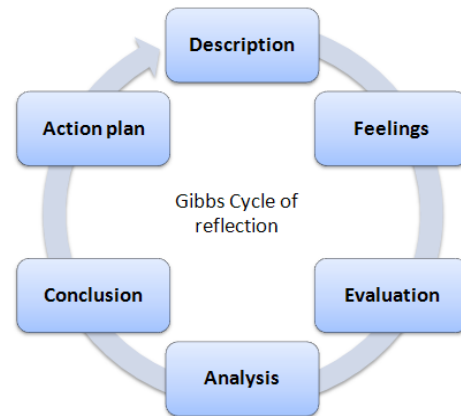 Description
Feelings
Evaluation
Analysis
Conclusion
Action plan
Gibbs Cycle of
reflection